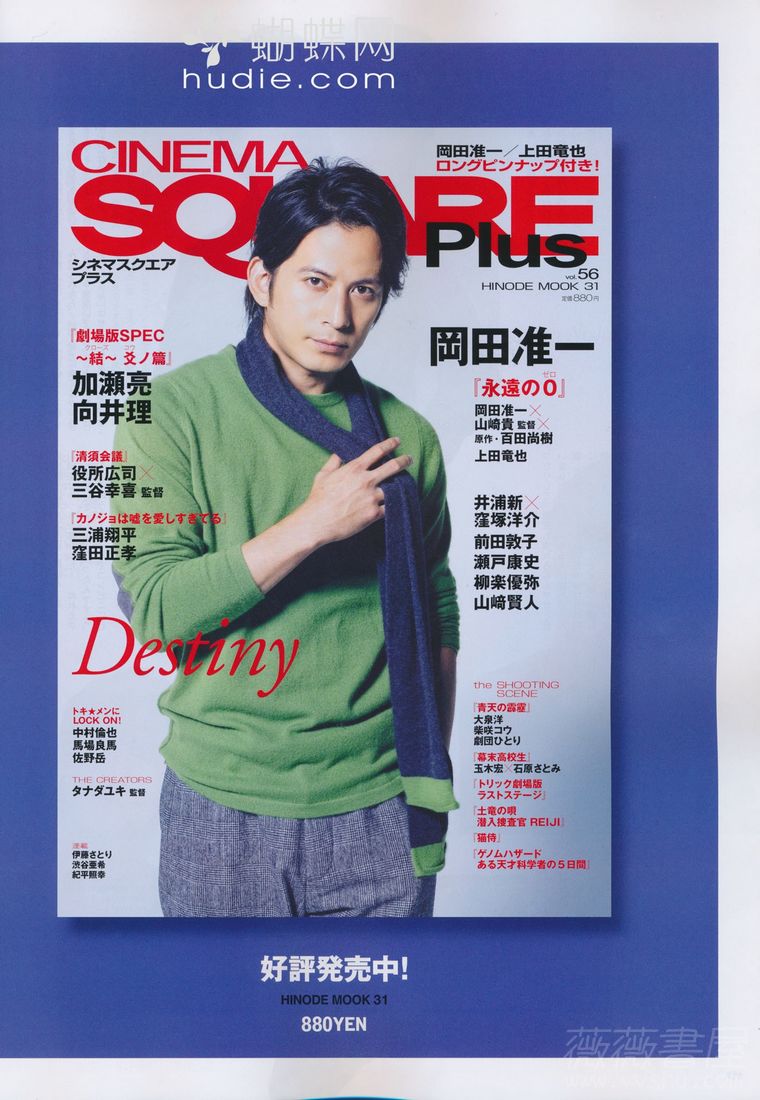 蝴蝶网
hudie.com
CINEMA
SQUARE
Plus
シネマスクエア
プラス
岡田准一／上田竜也
ロングピンナップ付き!
vol.56
HINODE MOOK 31
定価880円
『劇場版SPEC
クローズ コウ
〜結〜 爻ノ篇』
加瀬亮
向井理
『清須会議』
役所広司×
三谷幸喜 監督
『カノジョは嘘を愛しすぎてる』
三浦翔平
窪田正孝
Destiny
トキ★メンに
LOCK ON!
中村倫也
馬場良馬
佐野岳
THE CREATORS
タナダユキ 監督
連載
伊藤さとり
渋谷亜希
紀平照幸
岡田准一
ゼロ
『永遠の0』
岡田准一×
山崎貴 監督×
原作・百田尚樹
上田竜也
井浦新×
窪塚洋介
前田敦子
瀬戸康史
柳楽優弥
山﨑賢人
the SHOOTING
SCENE
『青天の霹靂』
大泉洋
柴咲コウ
劇団ひとり
『幕末高校生』
玉木宏×石原さとみ
『トリック劇場版
ラストステージ』
『土竜の唄
潜入捜査官 REIJI』
『猫侍』
『ゲノムハザード
ある天才科学者の5日間』
好評発売中!
HINODE MOOK 31
880YEN
薇薇書屋